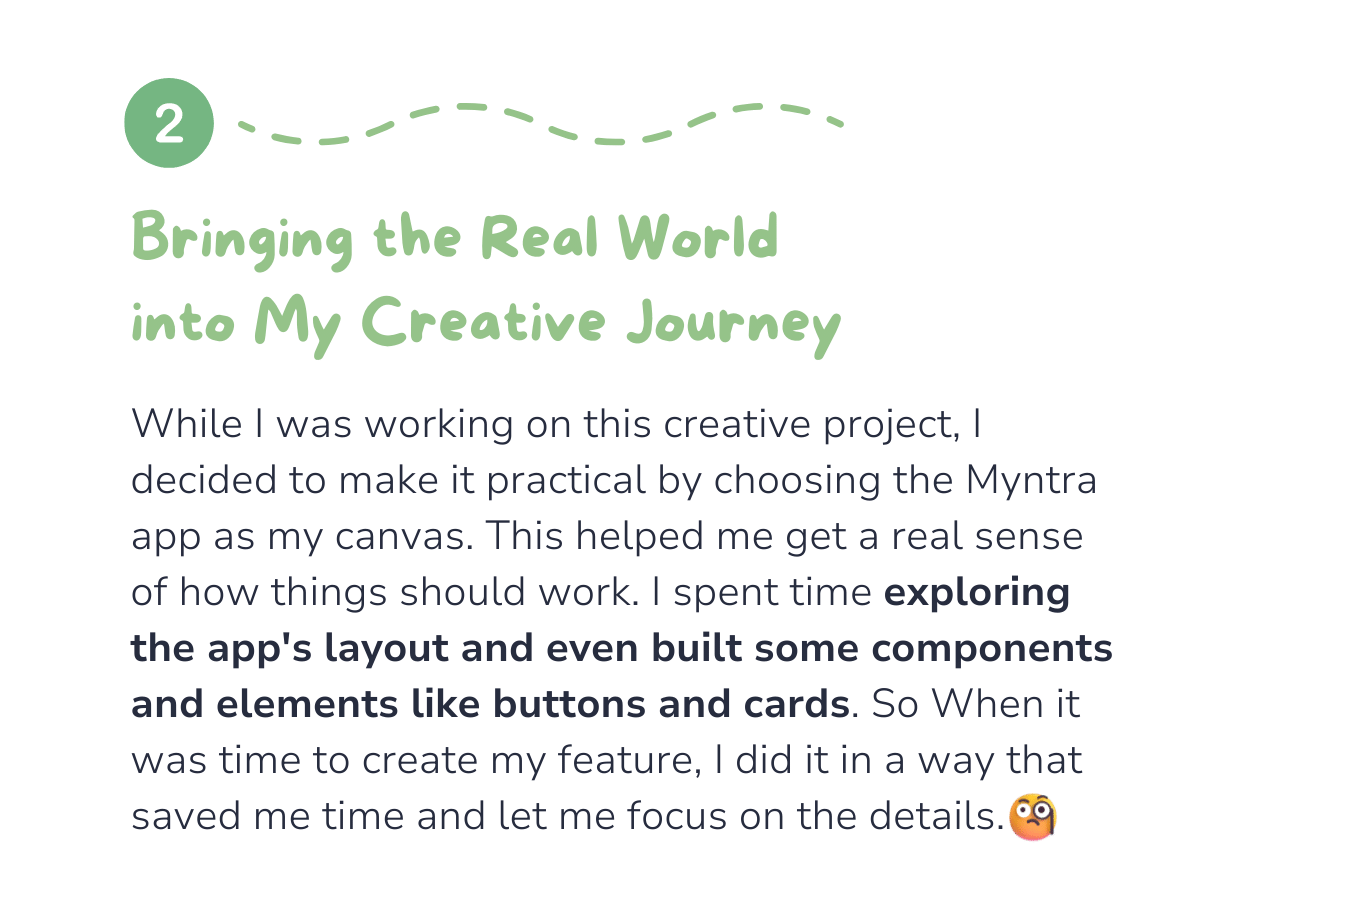 2
Bringing the Real World
into My Creative Journey
While I was working on this creative project, I
decided to make it practical by choosing the Myntra
app as my canvas. This helped me get a real sense
of how things should work. I spent time exploring
the app's layout and even built some components
and elements like buttons and cards. So When it
was time to create my feature, I did it in a way that
saved me time and let me focus on the details.🧐